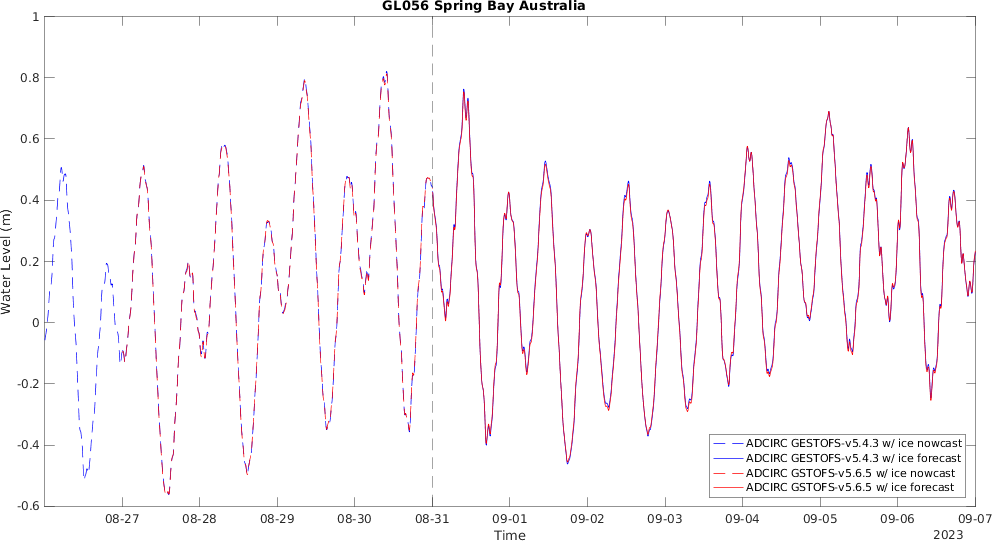 GL056 Spring Bay Australia
1
0.8
0.6
0.4
0.2
0
-0.2
-0.4
-0.6
Water Level (m)
ADCIRC GESTOFS-v5.4.3 w/ ice nowcast
ADCIRC GESTOFS-v5.4.3 w/ ice forecast
ADCIRC GSTOFS-v5.6.5 w/ ice nowcast
ADCIRC GSTOFS-v5.6.5 w/ ice forecast
08-27 08-28 08-29 08-30 08-31 09-01 09-02 09-03 09-04 09-05 09-06 09-07
Time 2023